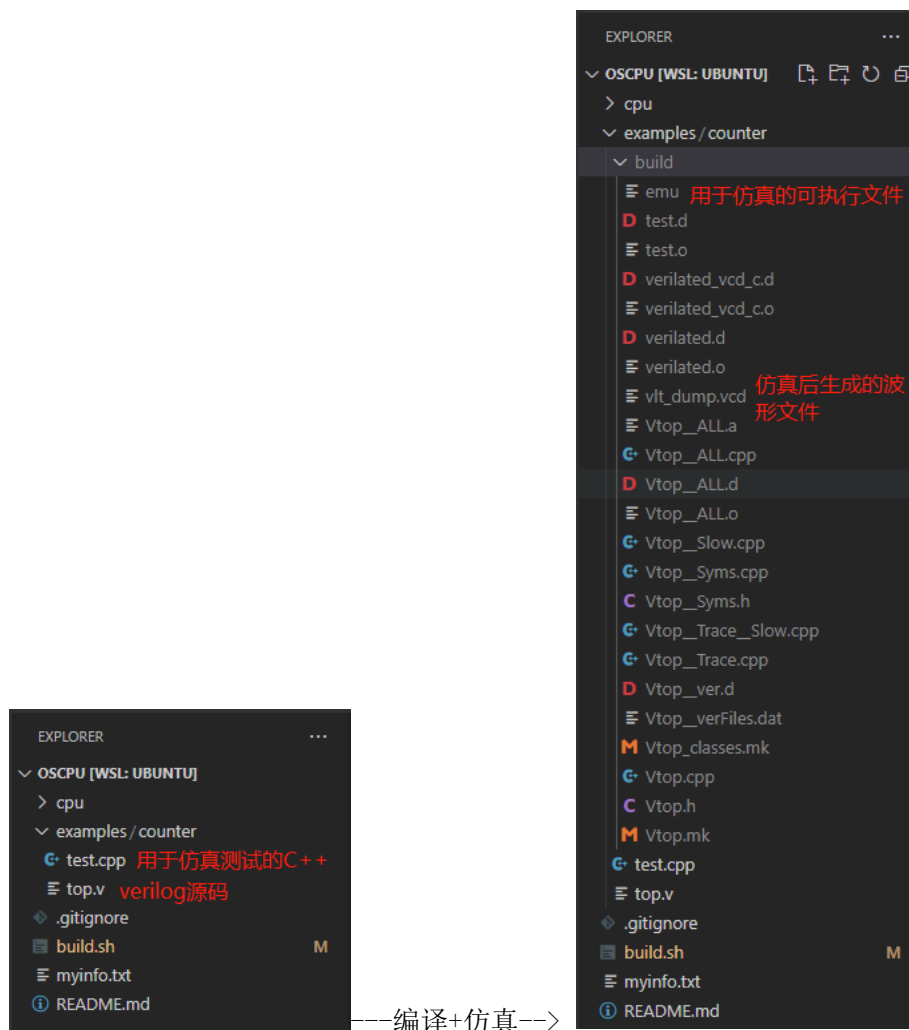 EXPLORER
OSCPU [WSL: UBUNTU]
cpu
examples / counter
test.cpp 用于仿真测试的C++
top.v verilog源码
.gitignore
build.sh M
myinfo.txt
README.md
---编译+仿真-->
EXPLORER
OSCPU [WSL: UBUNTU]
cpu
examples / counter
build
emu 用于仿真的可执行文件
test.d
test.o
verilated_vcd_c.d
verilated_vcd_c.o
verilated.d
verilated.o
vlt_dump.vcd 仿真后生成的波
形文件
Vtop__ALL.a
Vtop__ALL.cpp
Vtop__ALL.d
Vtop__ALL.o
Vtop__Slow.cpp
Vtop__Syms.cpp
Vtop__Syms.h
Vtop__Trace__Slow.cpp
Vtop__Trace.cpp
Vtop__ver.d
Vtop__verFiles.dat
Vtop_classes.mk
Vtop.cpp
Vtop.h
Vtop.mk
test.cpp
top.v
.gitignore
build.sh M
myinfo.txt
README.md